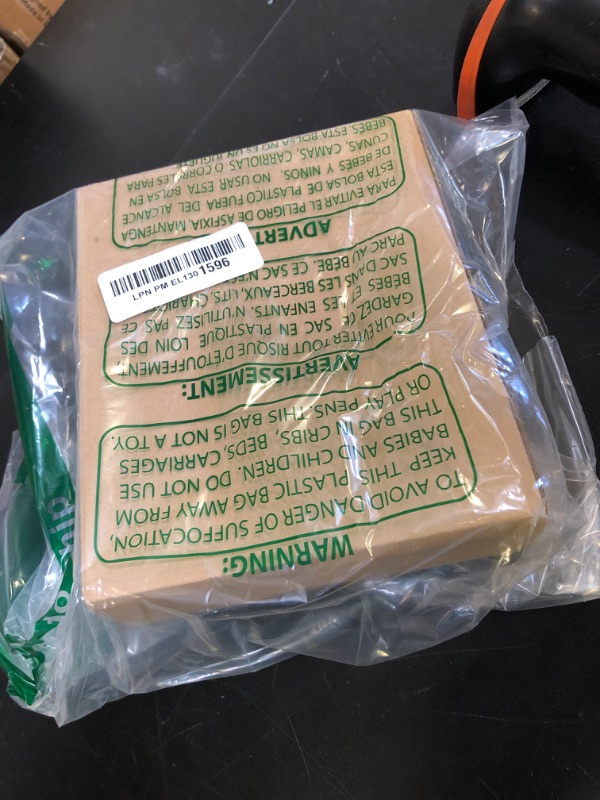 WARNING:
TO AVOID DANGER OF SUFFOCATION,
KEEP THIS PLASTIC BAG AWAY FROM
BABIES AND CHILDREN. DO NOT USE
THIS BAG IN CRIBS, BEDS, CARRIAGES
OR PLAY PENS. THIS BAG IS NOT A TOY.
AVERTISSEMENT:
POUR EVITER TOUT RISQUE D'ETOUFFEMENT
GARDEZ CE SAC EN PLASTIQUE LOIN DES
BEBES ET LES ENFANTS. N'UTILISEZ PAS CE
SAC DANS LES BERCEAUX, LITS,
PARC AU BEBE. CE SAC
LPN PM EL130 1596
ADVERT
PARA EVITAR EL PELIGRO DE ASFIXIA, MANTENGA
ESTA BOLSA DE PLASTICO FUERA DEL ALCANCE
DE BEBES Y NINOS. NO USAR ESTA BOLSA EN
CUNAS, CAMAS, CARRIOLAS O CORRALES PARA
BEBES. ESTA BOLSA NO ES UN JUGUETE